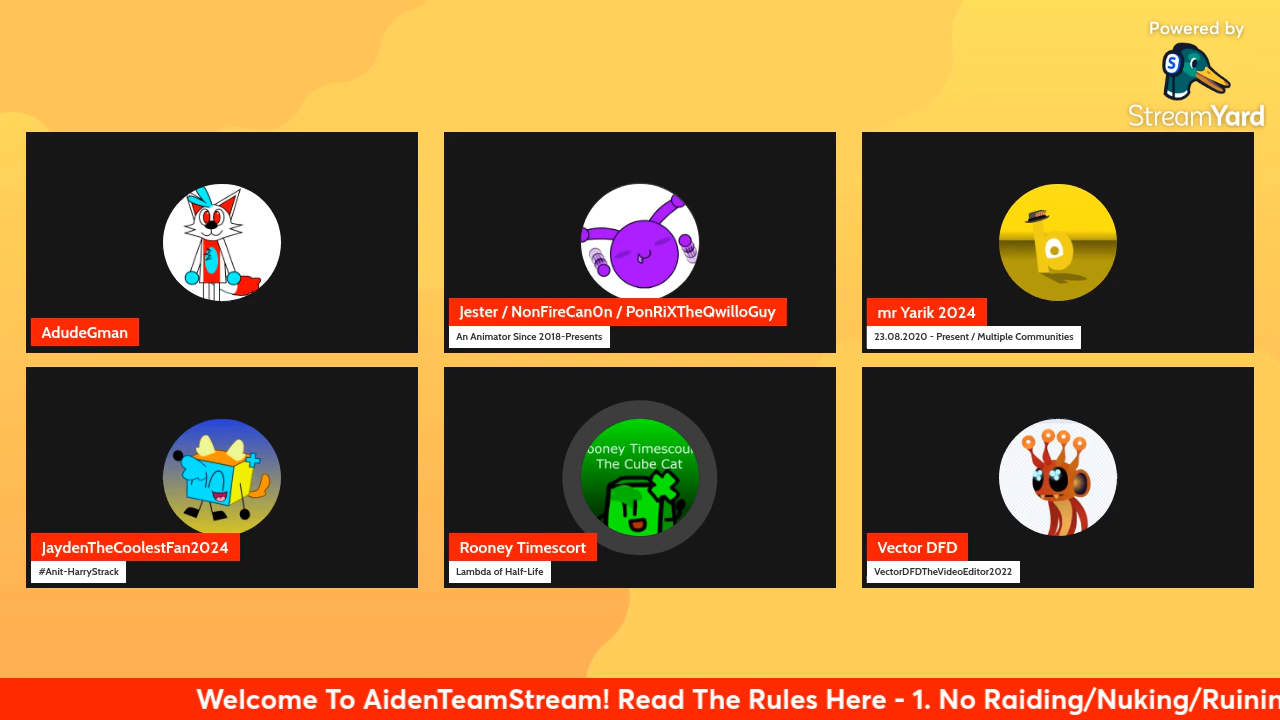 Powered by
StreamYard
S
AdudeGman
Jester / NonFireCan0n / PonRiXTheQwilloGuy
An Animator Since 2018-Presents
mr Yarik 2024
23.08.2020 - Present / Multiple Communities
JaydenTheCoolestFan2024
#Anit-HarryStrack
The Cube Cat
Rooney Timescort
Lambda of Half-Life
Vector DFD
VectorDFDTheVideoEditor2022
Welcome To AidenTeamStream! Read The Rules Here - 1. No Raiding/Nuking/